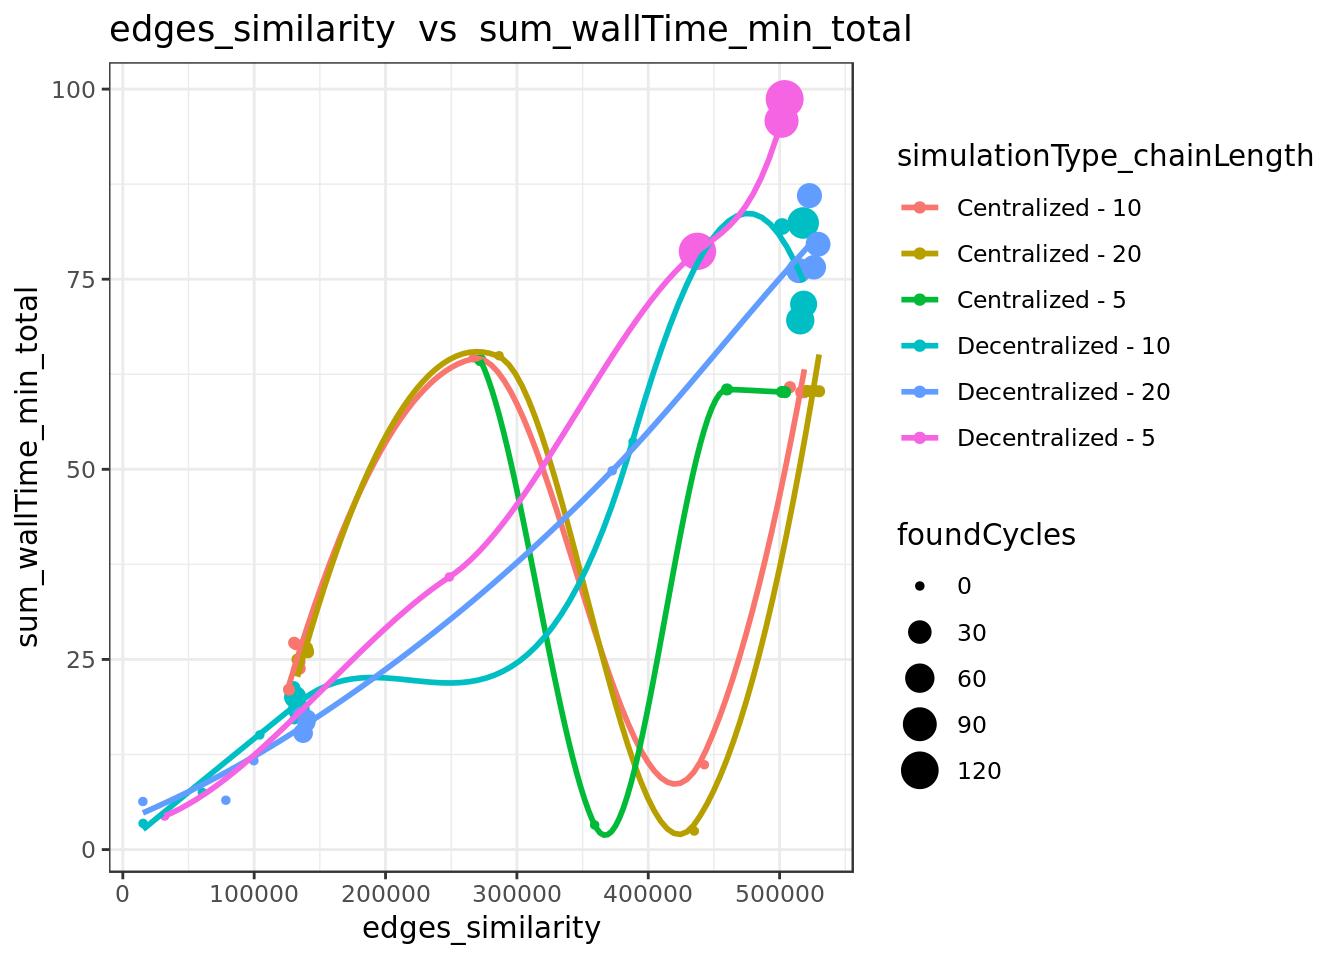 edges_similarity vs sum_wallTime_min_total
sum_wallTime_min_total
100
75
50
25
0
0 100000 200000 300000 400000 500000
edges_similarity
simulationType_chainLength
Centralized - 10
Centralized - 20
Centralized - 5
Decentralized - 10
Decentralized - 20
Decentralized - 5
foundCycles
0
30
60
90
120